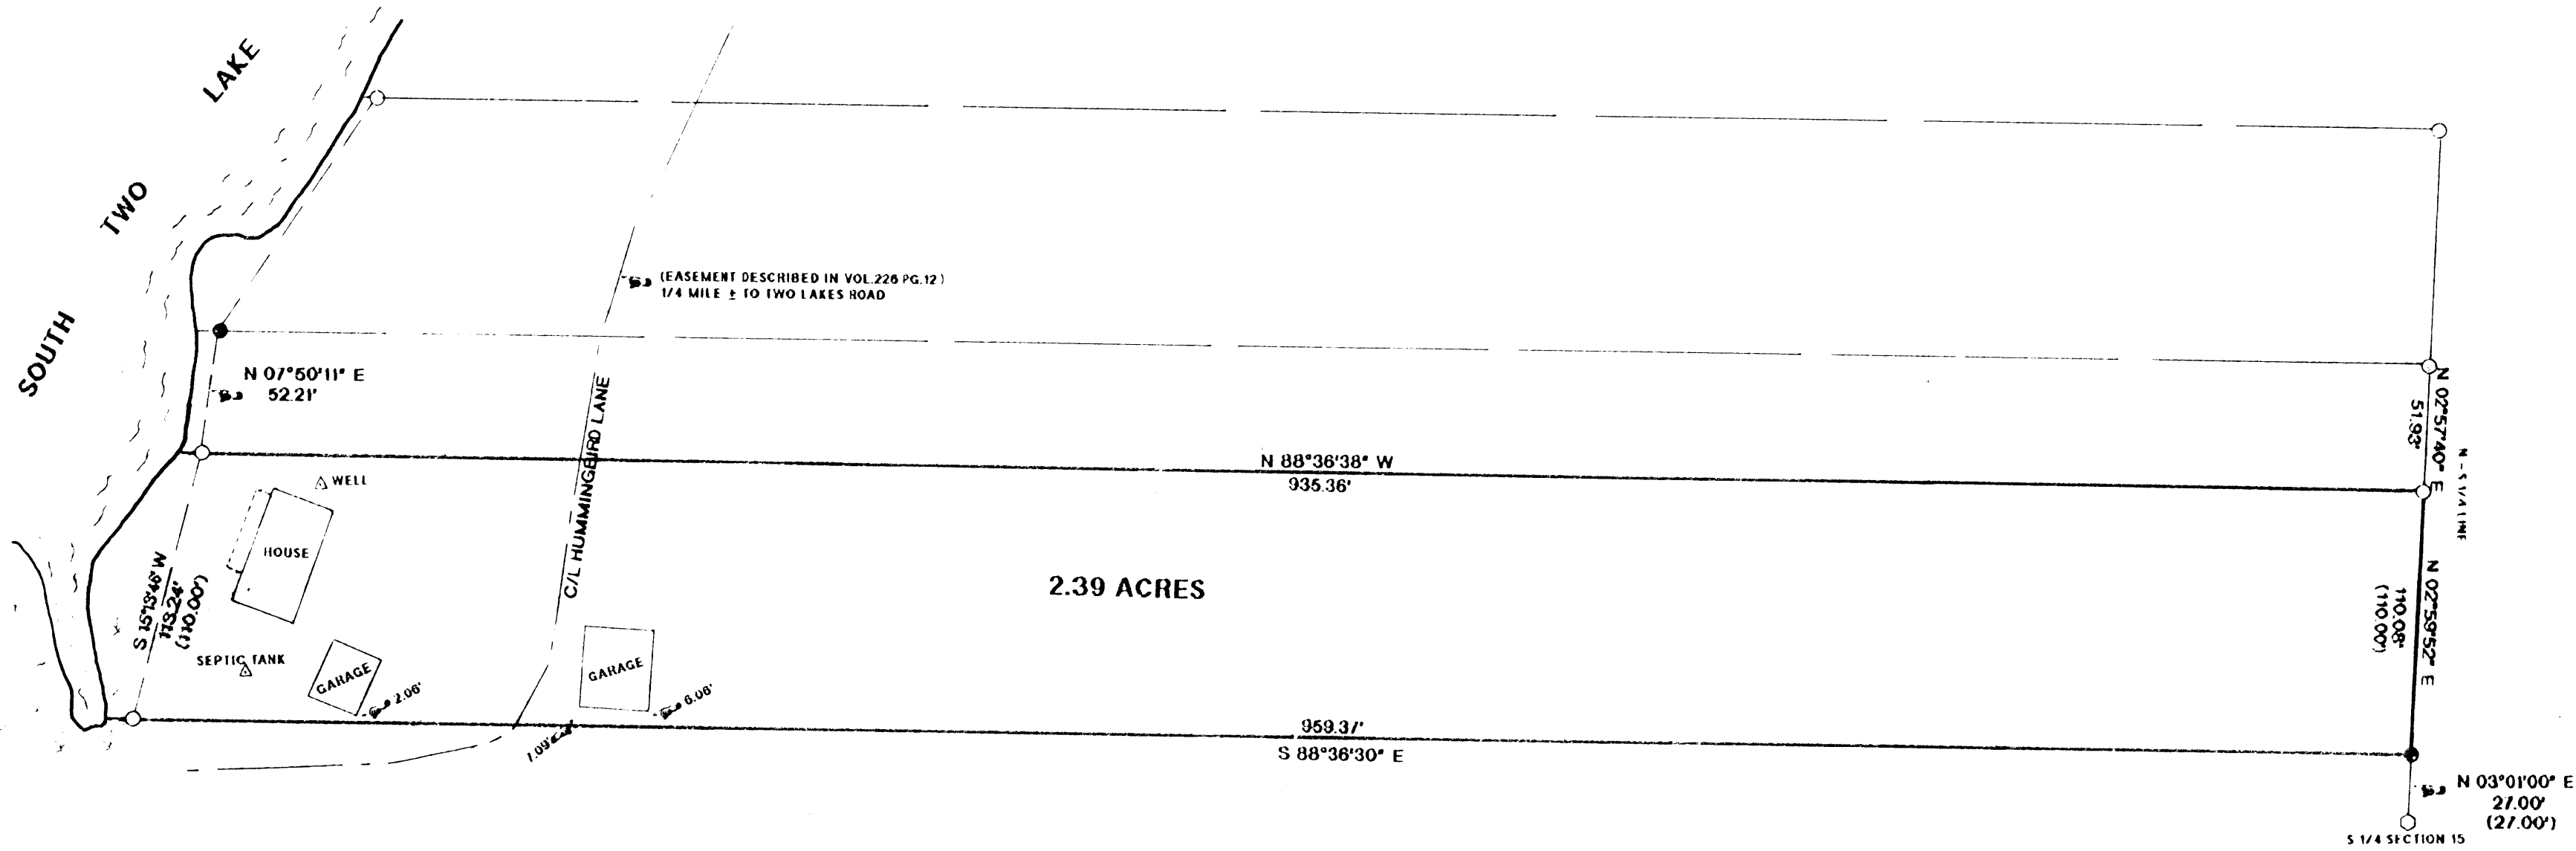 LAKE
TWO
SOUTH
(EASEMENT DESCRIBED IN VOL.226 PG.12)
1/4 MILE ± TO TWO LAKES ROAD
N 07°50'11" E
52.21'
C/L HUMMINGBIRD LANE
N 02°57'40" E
51.93'
N - S 1/4 LINE
N 88°36'38" W
935.36'
WELL
HOUSE
S 15°13'46" W
113.24'
(110.00')
2.39 ACRES
N 02°59'52" E
110.08'
(110.00')
SEPTIC TANK
GARAGE
2.06'
GARAGE
6.06'
1.09'
959.37'
S 88°36'30" E
N 03°01'00" E
27.00'
(27.00')
S 1/4 SECTION 15